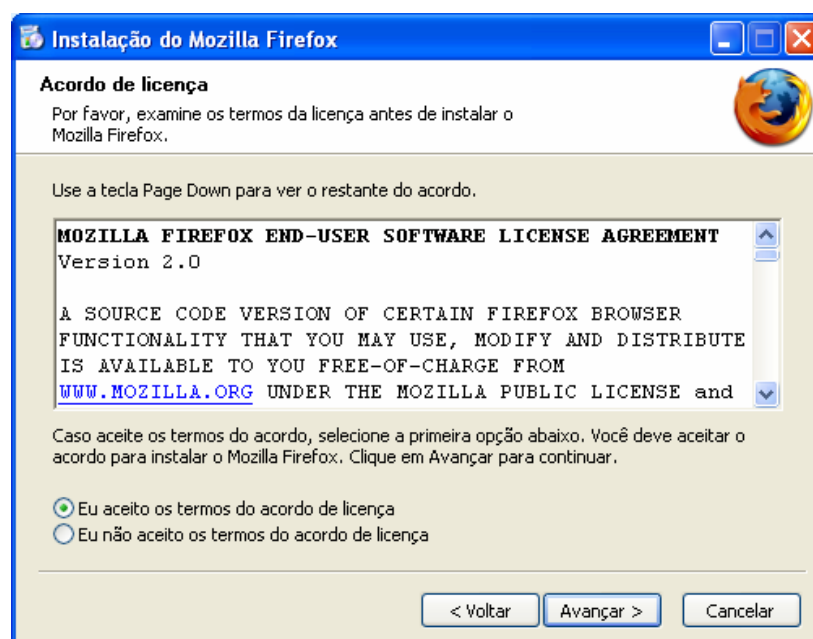 Instalação do Mozilla Firefox
Acordo de licença
Por favor, examine os termos da licença antes de instalar o
Mozilla Firefox.
Use a tecla Page Down para ver o restante do acordo.
MOZILLA FIREFOX END-USER SOFTWARE LICENSE AGREEMENT
Version 2.0
A SOURCE CODE VERSION OF CERTAIN FIREFOX BROWSER
FUNCTIONALITY THAT YOU MAY USE, MODIFY AND DISTRIBUTE
IS AVAILABLE TO YOU FREE-OF-CHARGE FROM
WWW.MOZILLA.ORG UNDER THE MOZILLA PUBLIC LICENSE and
Caso aceite os termos do acordo, selecione a primeira opção abaixo. Você deve aceitar o
acordo para instalar o Mozilla Firefox. Clique em Avançar para continuar.
Eu aceito os termos do acordo de licença
Eu não aceito os termos do acordo de licença
< Voltar Avançar > Cancelar